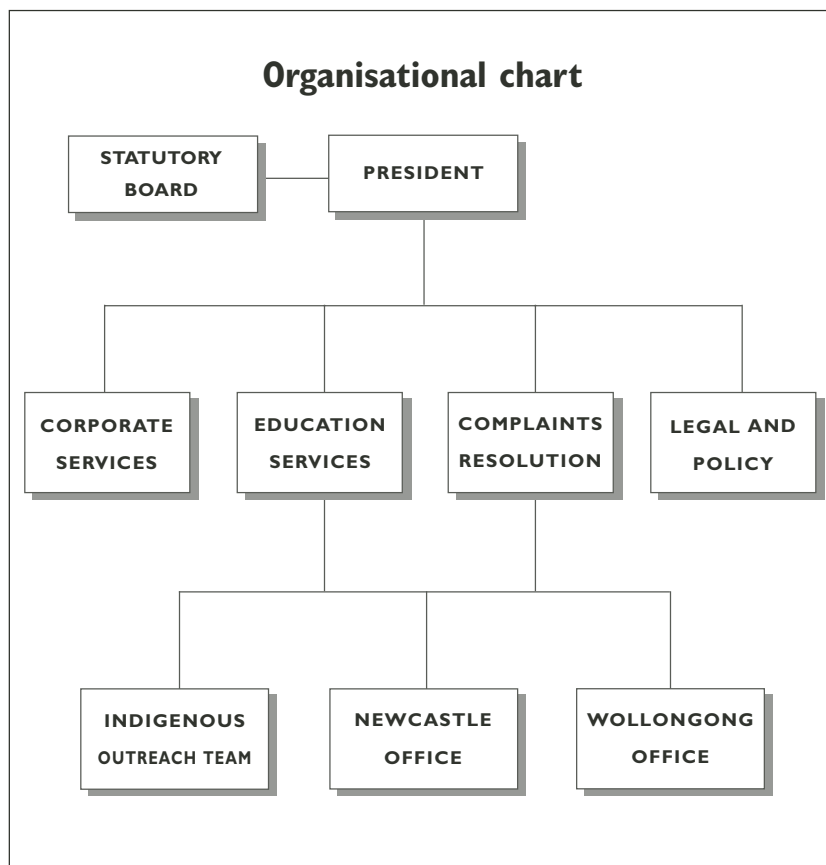 Organisational chart
STATUTORY
BOARD
PRESIDENT
CORPORATE
SERVICES
EDUCATION
SERVICES
COMPLAINTS
RESOLUTION
LEGAL AND
POLICY
INDIGENOUS
OUTREACH TEAM
NEWCASTLE
OFFICE
WOLLONGONG
OFFICE